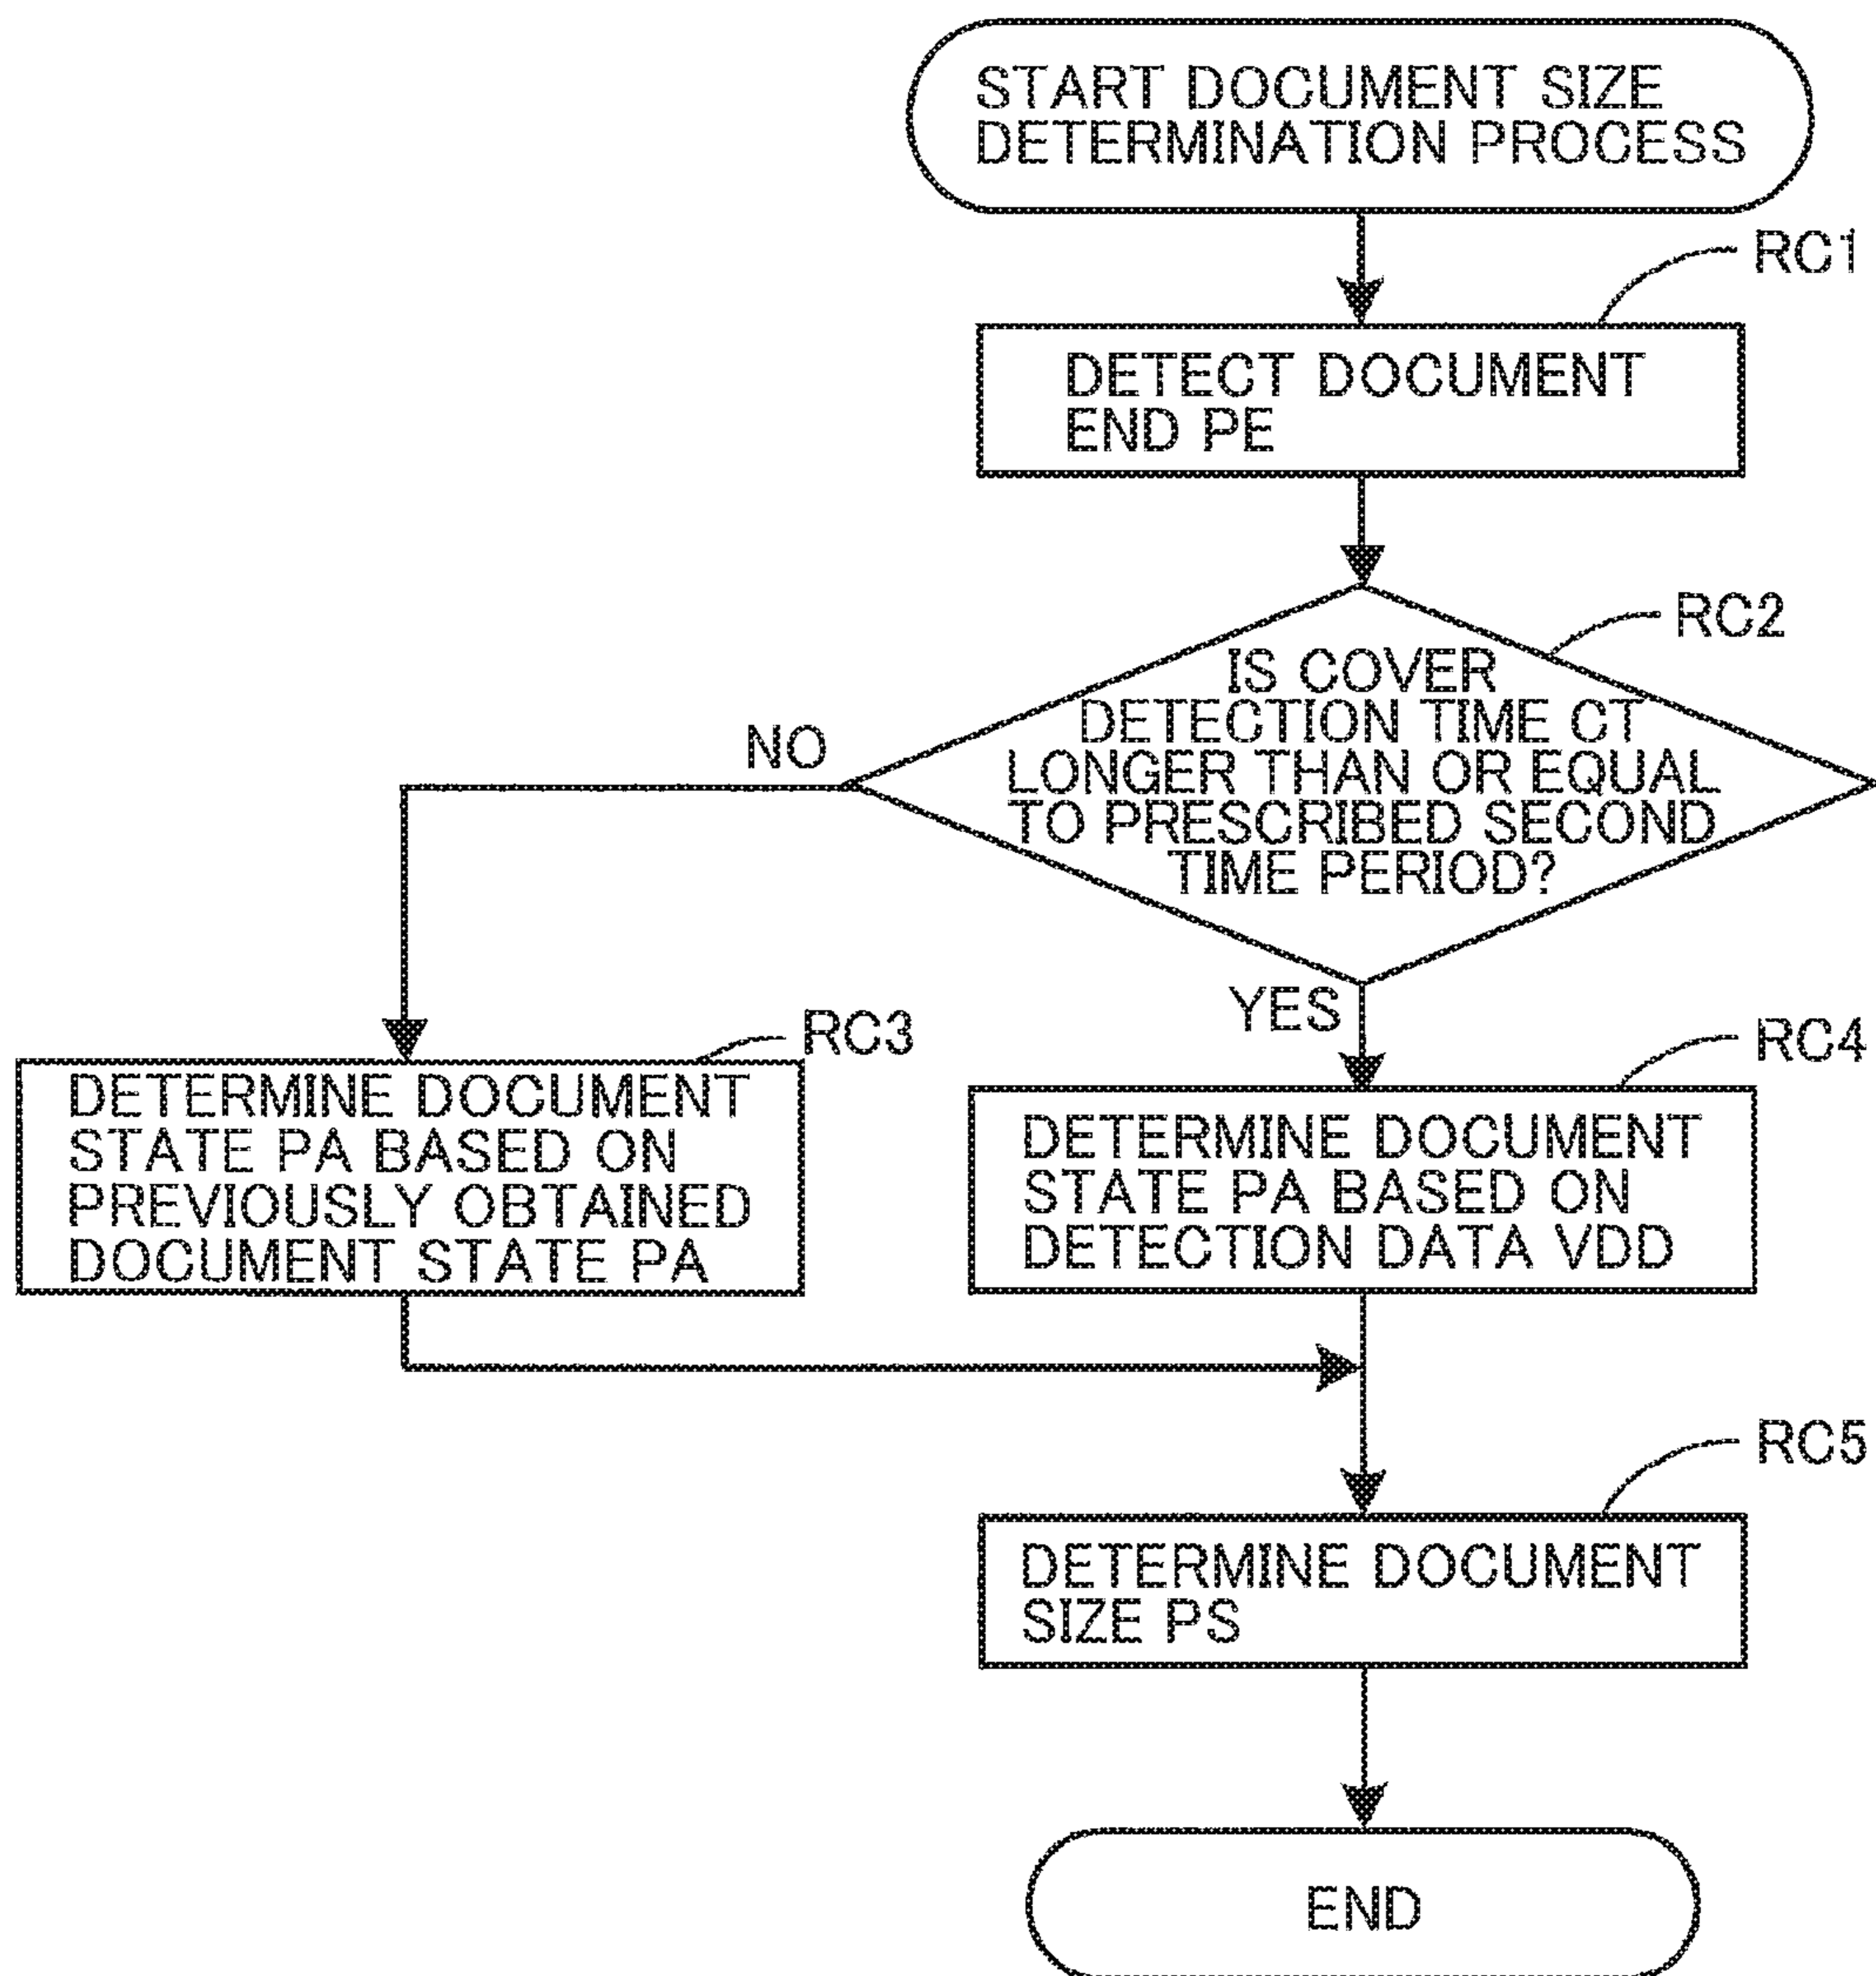 START DOCUMENT SIZE
DETERMINATION PROCESS
RC1
DETECT DOCUMENT
END PE
RC2
IS COVER
DETECTION TIME CT
LONGER THAN OR EQUAL
TO PRESCRIBED SECOND
TIME PERIOD?
NO
YES
RC3
DETERMINE DOCUMENT
STATE PA BASED ON
PREVIOUSLY OBTAINED
DOCUMENT STATE PA
RC4
DETERMINE DOCUMENT
STATE PA BASED ON
DETECTION DATA VDD
RC5
DETERMINE DOCUMENT
SIZE PS
END